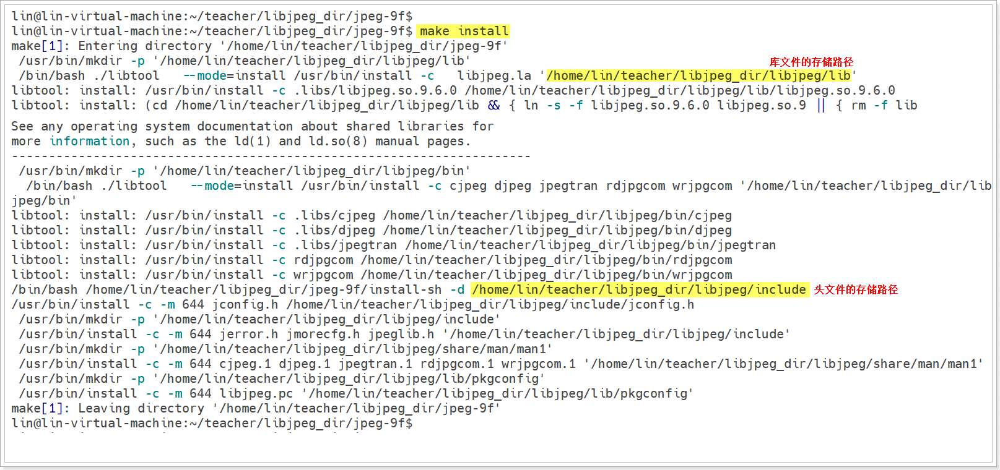 lin@lin-virtual-machine:~/teacher/libjpeg_dir/jpeg-9f$
lin@lin-virtual-machine:~/teacher/libjpeg_dir/jpeg-9f$ make install
make[1]: Entering directory '/home/lin/teacher/libjpeg_dir/jpeg-9f'
 /usr/bin/mkdir -p '/home/lin/teacher/libjpeg_dir/libjpeg/lib'
库文件的存储路径
 /bin/bash ./libtool   --mode=install /usr/bin/install -c   libjpeg.la '/home/lin/teacher/libjpeg_dir/libjpeg/lib'
libtool: install: /usr/bin/install -c .libs/libjpeg.so.9.6.0 /home/lin/teacher/libjpeg_dir/libjpeg/lib/libjpeg.so.9.6.0
libtool: install: (cd /home/lin/teacher/libjpeg_dir/libjpeg/lib && { ln -s -f libjpeg.so.9.6.0 libjpeg.so.9 || { rm -f lib
See any operating system documentation about shared libraries for
more information, such as the ld(1) and ld.so(8) manual pages.
----------------------------------------------------------------------
 /usr/bin/mkdir -p '/home/lin/teacher/libjpeg_dir/libjpeg/bin'
  /bin/bash ./libtool   --mode=install /usr/bin/install -c cjpeg djpeg jpegtran rdjpgcom wrjpgcom '/home/lin/teacher/libjpeg_dir/lib
jpeg/bin'
libtool: install: /usr/bin/install -c .libs/cjpeg /home/lin/teacher/libjpeg_dir/libjpeg/bin/cjpeg
libtool: install: /usr/bin/install -c .libs/djpeg /home/lin/teacher/libjpeg_dir/libjpeg/bin/djpeg
libtool: install: /usr/bin/install -c .libs/jpegtran /home/lin/teacher/libjpeg_dir/libjpeg/bin/jpegtran
libtool: install: /usr/bin/install -c rdjpgcom /home/lin/teacher/libjpeg_dir/libjpeg/bin/rdjpgcom
libtool: install: /usr/bin/install -c wrjpgcom /home/lin/teacher/libjpeg_dir/libjpeg/bin/wrjpgcom
/bin/bash /home/lin/teacher/libjpeg_dir/jpeg-9f/install-sh -d /home/lin/teacher/libjpeg_dir/libjpeg/include 头文件的存储路径
/usr/bin/install -c -m 644 jconfig.h /home/lin/teacher/libjpeg_dir/libjpeg/include/jconfig.h
 /usr/bin/mkdir -p '/home/lin/teacher/libjpeg_dir/libjpeg/include'
 /usr/bin/install -c -m 644 jerror.h jmorecfg.h jpeglib.h '/home/lin/teacher/libjpeg_dir/libjpeg/include'
 /usr/bin/mkdir -p '/home/lin/teacher/libjpeg_dir/libjpeg/share/man/man1'
 /usr/bin/install -c -m 644 cjpeg.1 djpeg.1 jpegtran.1 rdjpgcom.1 wrjpgcom.1 '/home/lin/teacher/libjpeg_dir/libjpeg/share/man/man1'
 /usr/bin/mkdir -p '/home/lin/teacher/libjpeg_dir/libjpeg/lib/pkgconfig'
 /usr/bin/install -c -m 644 libjpeg.pc '/home/lin/teacher/libjpeg_dir/libjpeg/lib/pkgconfig'
make[1]: Leaving directory '/home/lin/teacher/libjpeg_dir/jpeg-9f'
lin@lin-virtual-machine:~/teacher/libjpeg_dir/jpeg-9f$